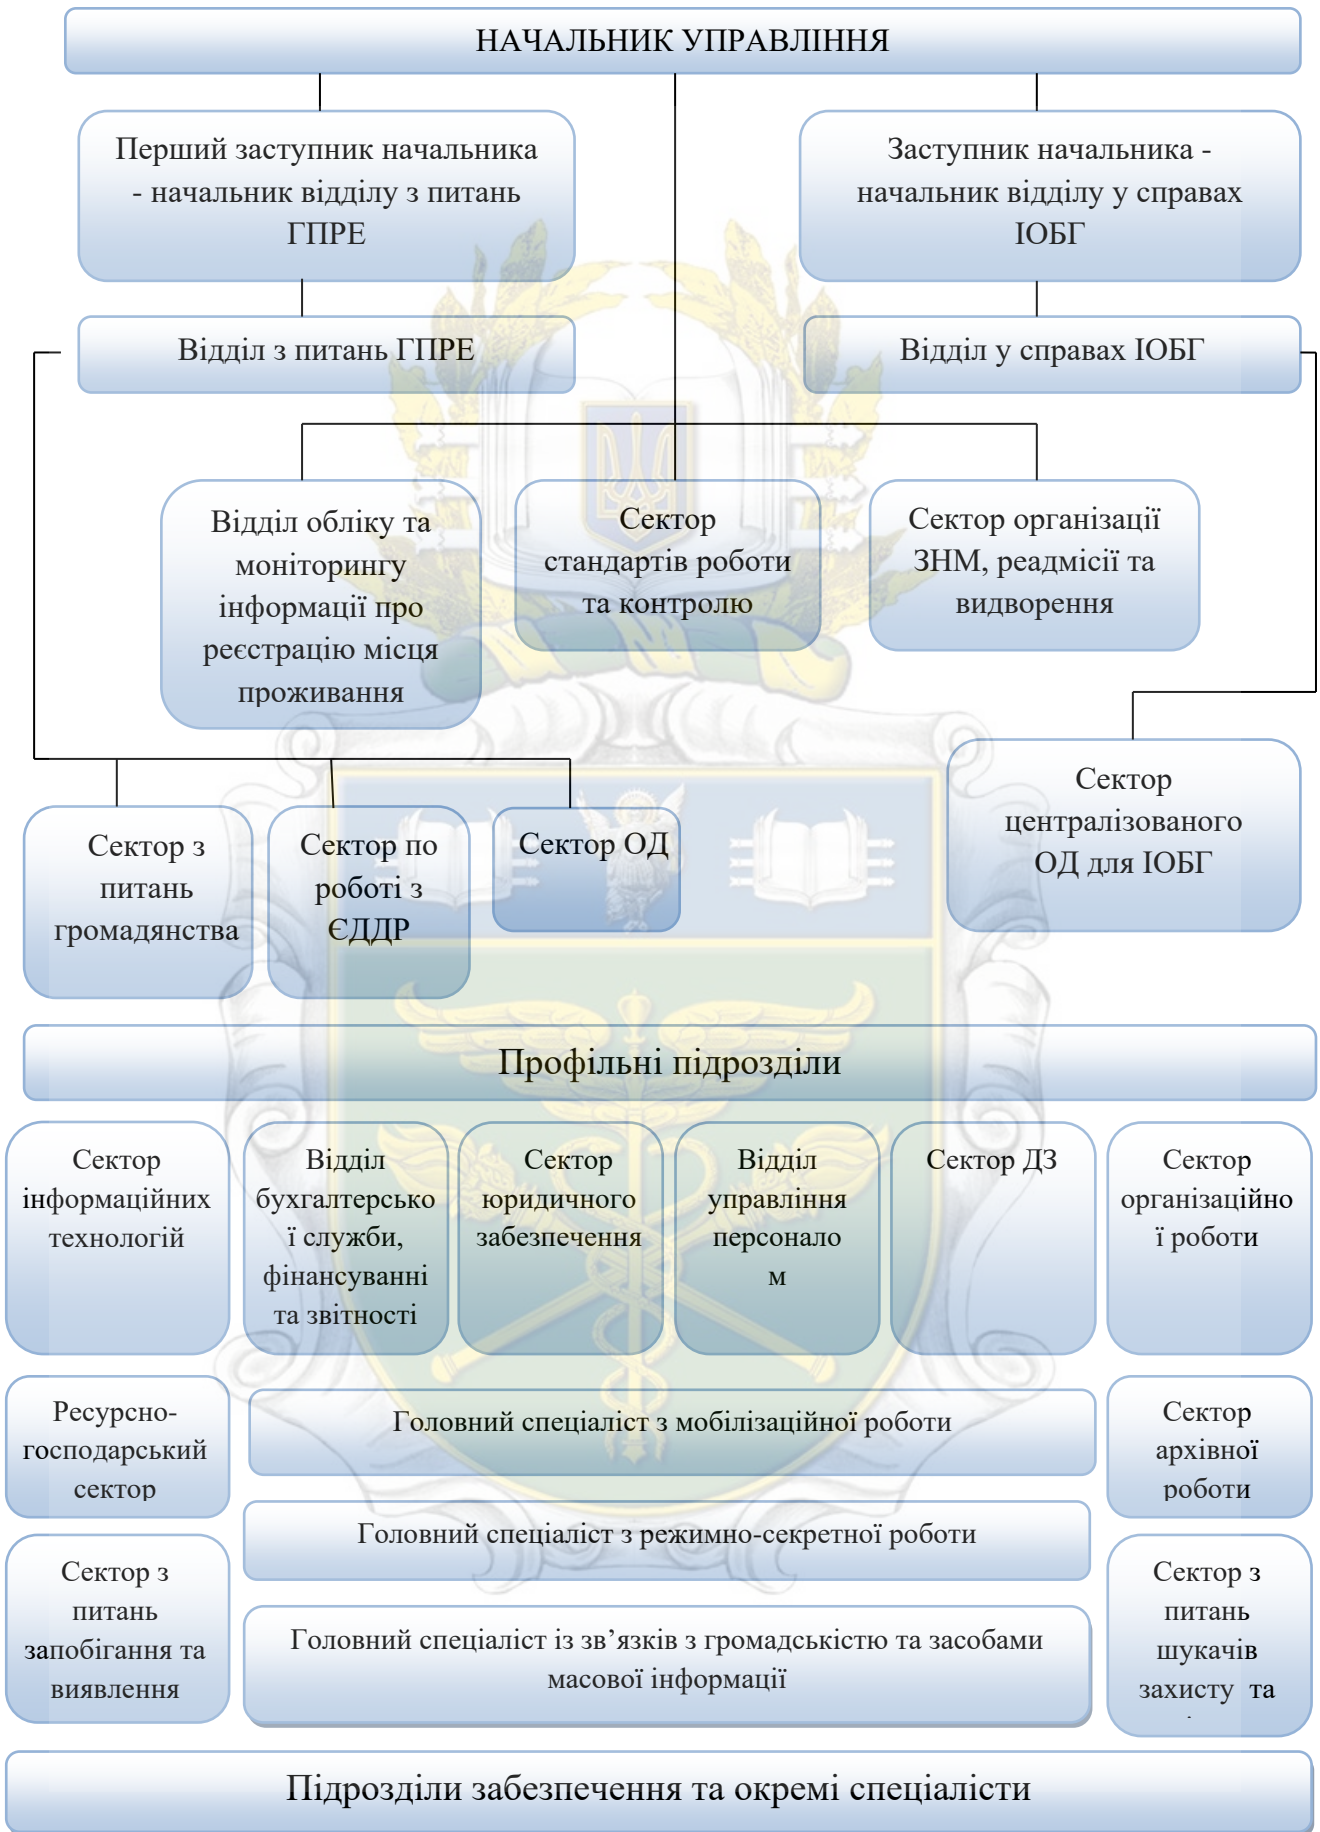 НАЧАЛЬНИК УПРАВЛІННЯ
Перший заступник начальника
- начальник відділу з питань
ГПРЕ
Заступник начальника -
начальник відділу у справах
ІОБГ
Відділ з питань ГПРЕ
Відділ у справах ІОБГ
Відділ обліку та
моніторингу
інформації про
реєстрацію місця
проживання
Сектор
стандартів роботи
та контролю
Сектор організації
ЗНМ, реадмісії та
видворення
Сектор
централізованого
ОД для ІОБГ
Сектор з
питань
громадянства
Сектор по
роботі з
ЄДДР
Сектор ОД
Профільні підрозділи
Сектор
інформаційних
технологій
Відділ
бухгалтерсько
ї служби,
фінансуванні
та звітності
Сектор
юридичного
забезпечення
Відділ
управління
персонало
м
Сектор ДЗ
Сектор
організаційно
ї роботи
Ресурсно-
господарський
сектор
Головний спеціаліст з мобілізаційної роботи
Сектор
архівної
роботи
Головний спеціаліст з режимно-секретної роботи
Сектор з
питань
запобігання та
виявлення
Головний спеціаліст із зв’язків з громадськістю та засобами
масової інформації
Сектор з
питань
шукачів
захисту та
Підрозділи забезпечення та окремі спеціалісти